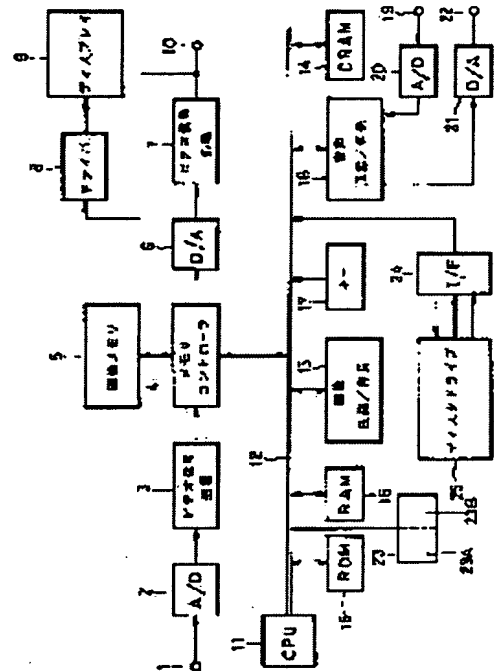 1
2
A/D
3
ビデオ信号
処理
4
メモリ
コントローラ
5
画像メモリ
6
D/A
7
ビデオ信号
処理
8
ドライバ
9
ディスプレイ
10
11
CPU
12
13
画像
圧縮/伸長
14
CRAM
15
ROM
16
RAM
17
キー
18
音声
圧縮/伸長
19
20
A/D
21
D/A
22
23
23A
23B
24
I/F
25
ディスクドライブ